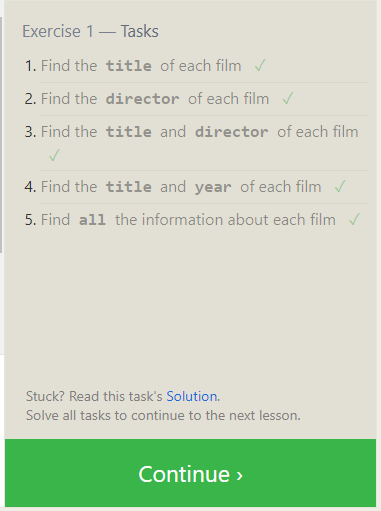 Exercise 1 — Tasks
1. Find the title of each film ✓
2. Find the director of each film ✓
3. Find the title and director of each film
✓
4. Find the title and year of each film ✓
5. Find all the information about each film ✓
Stuck? Read this task's Solution.
Solve all tasks to continue to the next lesson.
Continue ›